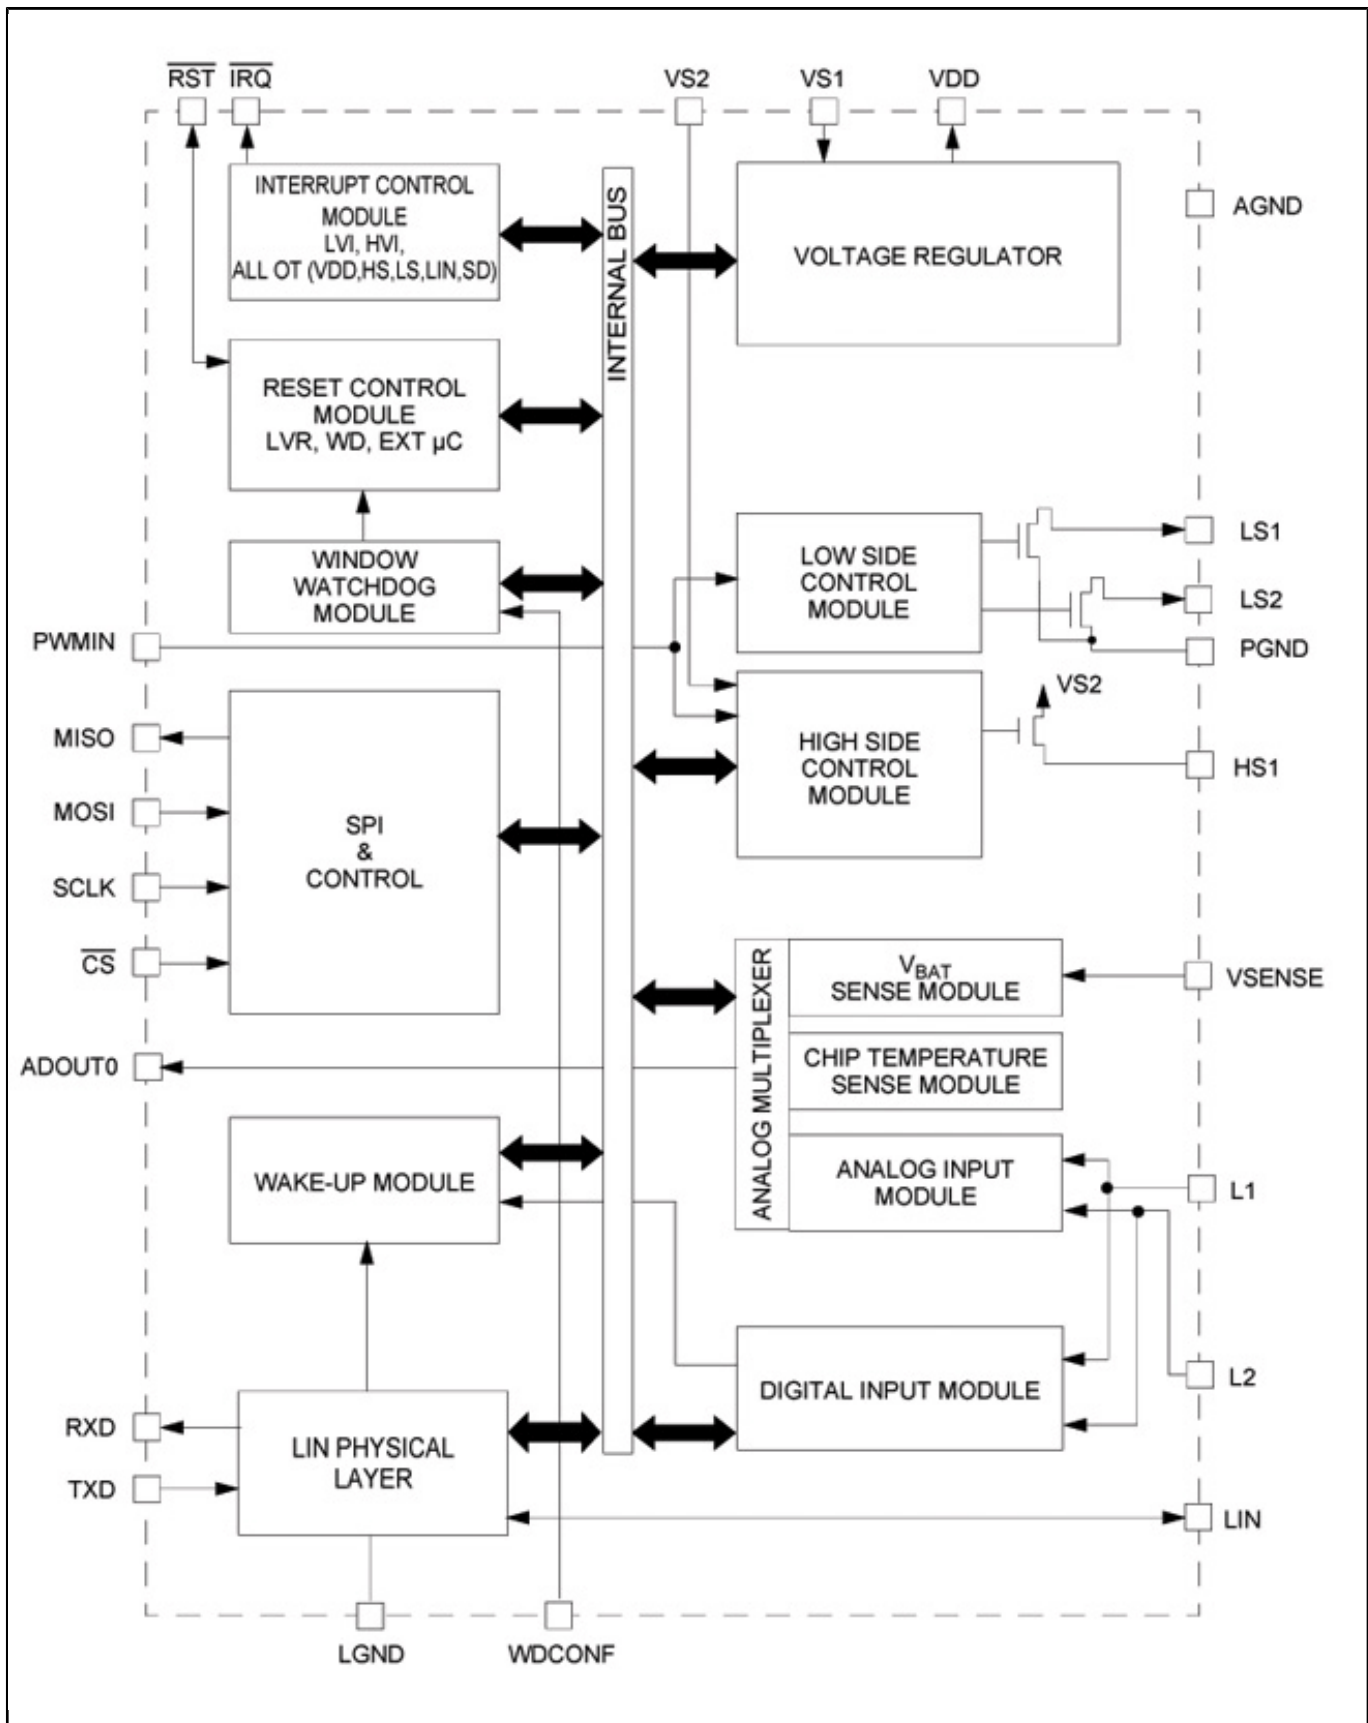 RST IRQ VS2 VS1 VDD
INTERRUPT CONTROL
MODULE
LVI, HVI,
ALL OT (VDD,HS,LS,LIN,SD)
INTERNAL BUS
VOLTAGE REGULATOR
AGND
RESET CONTROL
MODULE
LVR, WD, EXT µC
WINDOW
WATCHDOG
MODULE
LOW SIDE
CONTROL
MODULE
LS1
LS2
PGND
PWMIN
VS2
HIGH SIDE
CONTROL
MODULE
HS1
MISO
MOSI
SCLK
CS
SPI
&
CONTROL
ANALOG MULTIPLEXER
VBAT
SENSE MODULE
VSENSE
CHIP TEMPERATURE
SENSE MODULE
ADOUT0
ANALOG INPUT
MODULE
L1
WAKE-UP MODULE
DIGITAL INPUT MODULE
L2
RXD
TXD
LIN PHYSICAL
LAYER
LIN
LGND
WDCONF